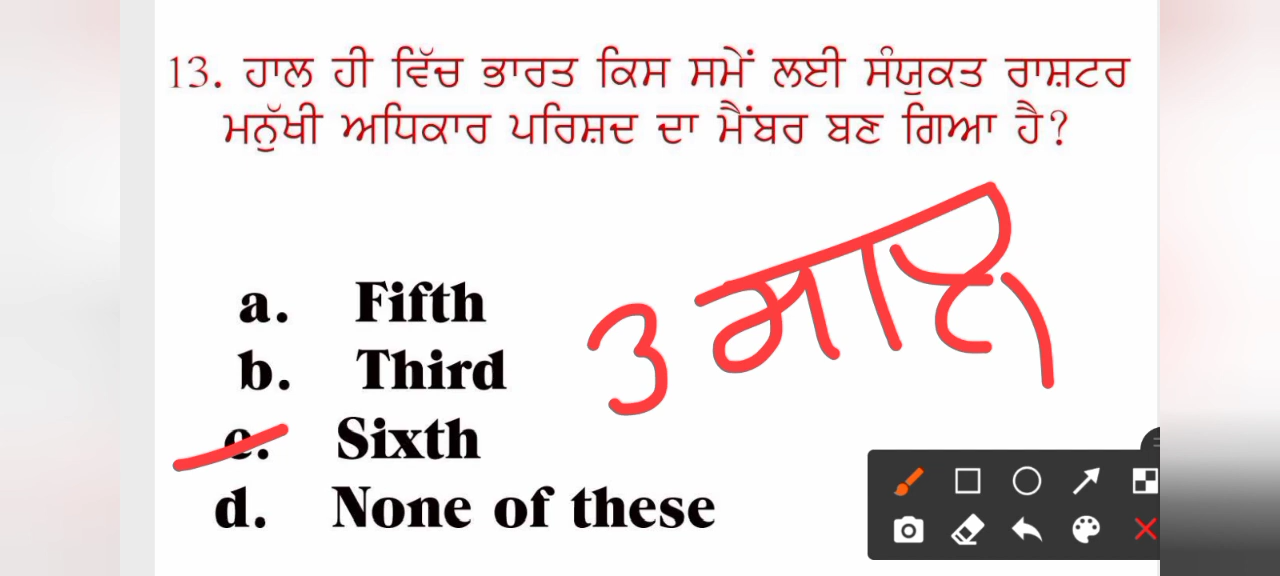 13. ਹਾਲ ਹੀ ਵਿੱਚ ਭਾਰਤ ਕਿਸ ਸਮੇਂ ਲਈ ਸੰਯੁਕਤ ਰਾਸ਼ਟਰ
ਮਨੁੱਖੀ ਅਧਿਕਾਰ ਪਰਿਸ਼ਦ ਦਾ ਮੈਂਬਰ ਬਣ ਗਿਆ ਹੈ?
3 ਸਾਲ
a. Fifth
b. Third
c. Sixth
d. None of these